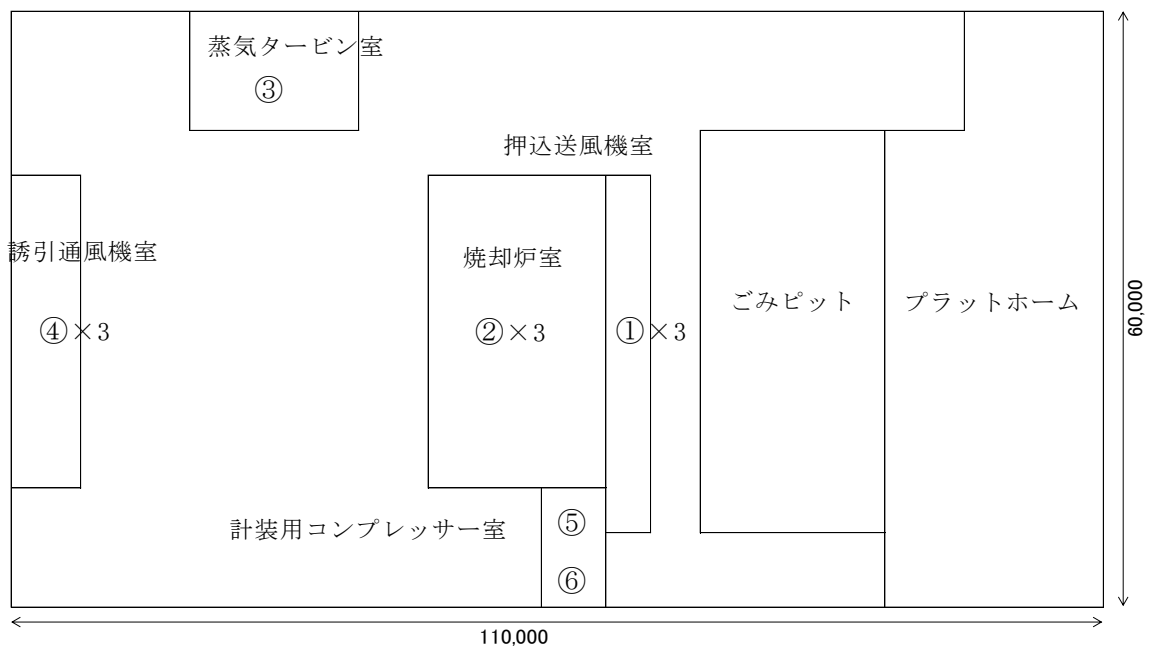 蒸気タービン室
③
押込送風機室
誘引通風機室
焼却炉室
ごみピット
プラットホーム
④×3
②×3
①×3
60,000
計装用コンプレッサー室
⑤
⑥
110,000